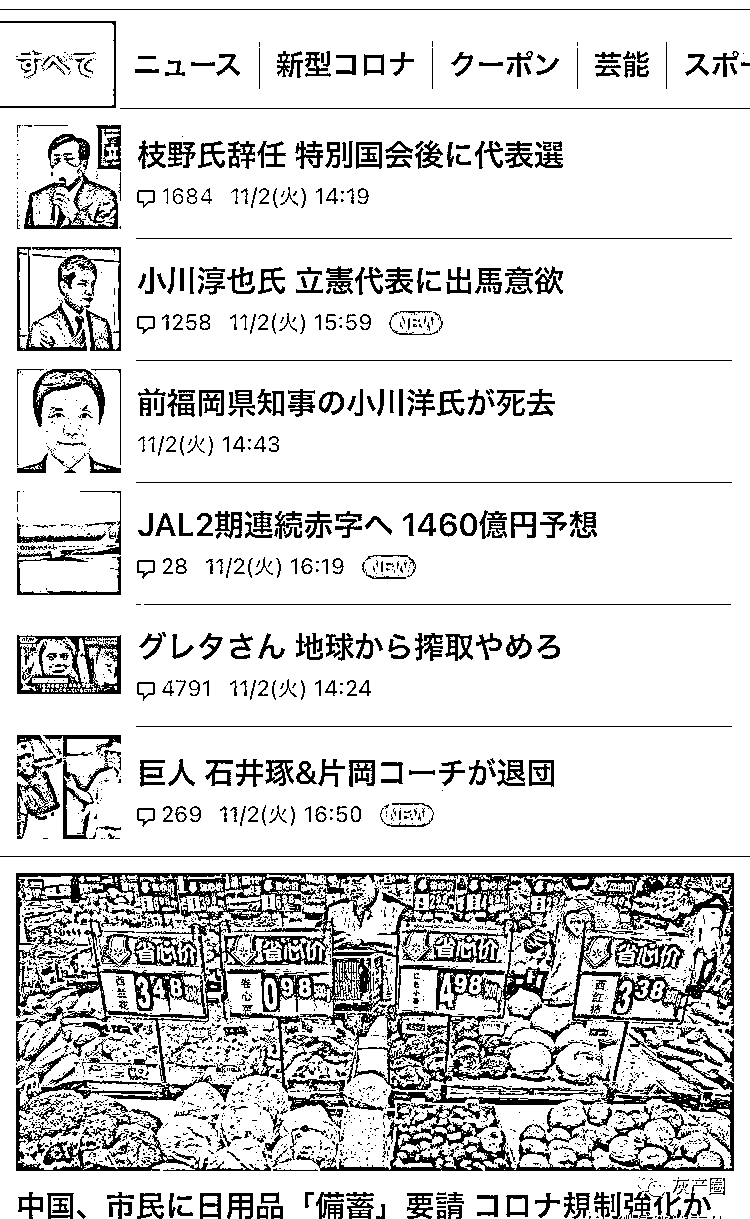 すべて
ニュース
新型コロナ
クーポン
芸能
スポー
枝野氏辞任 特別国会後に代表選
1684 11/2(火) 14:19
小川淳也氏 立憲代表に出馬意欲
1258 11/2(火) 15:59 NEW
前福岡県知事の小川洋氏が死去
11/2(火) 14:43
JAL2期連続赤字へ 1460億円予想
28 11/2(火) 16:19 NEW
グレタさん 地球から搾取やめろ
4791 11/2(火) 14:24
巨人 石井琢&片岡コーチが退団
269 11/2(火) 16:50 NEW
省心价 省心价 省心价 省心价
3.48 0.98 4.98 3.38
灰产圈
中国、市民に日用品「備蓄」要請 コロナ規制強化か